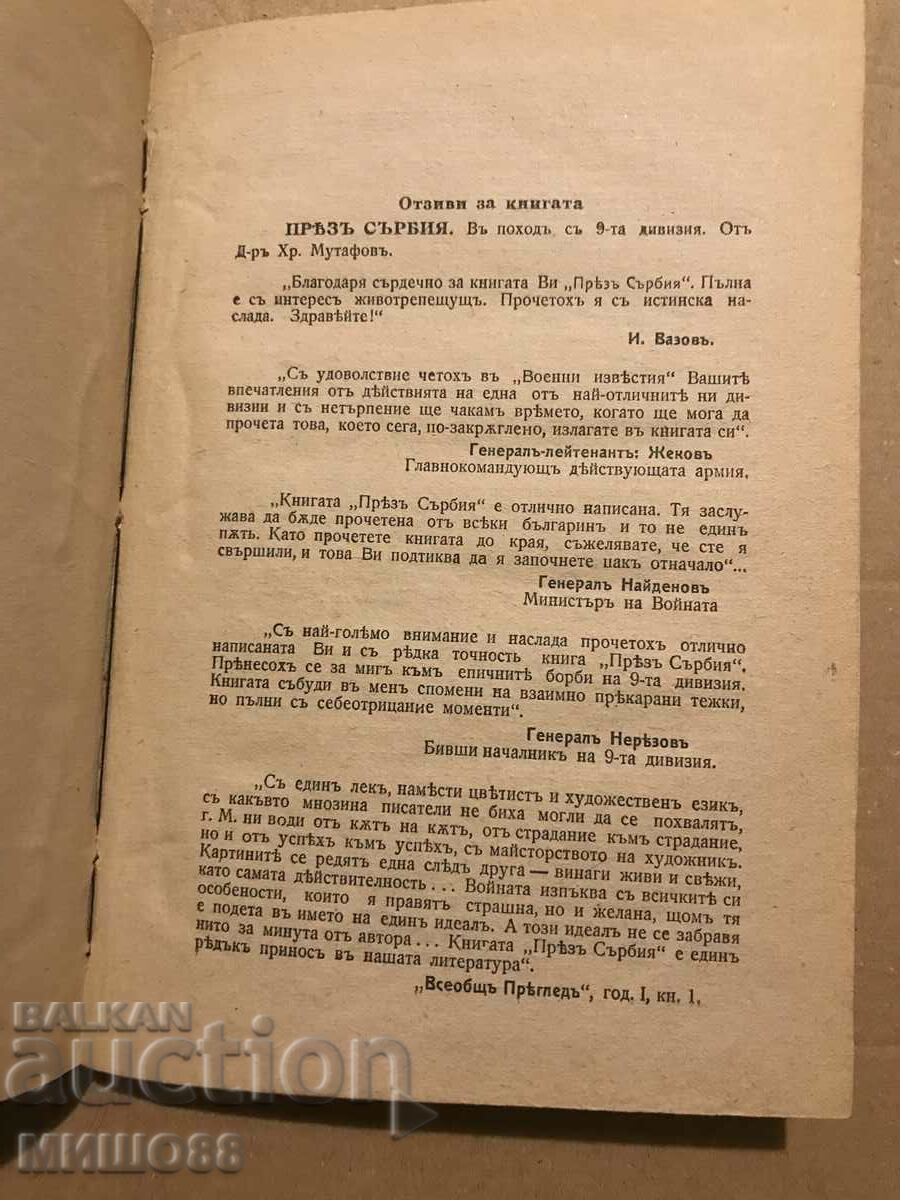 Отзиви за книгата
ПРѢЗЪ СЪРБИЯ. Въ походъ съ 9-та дивизия. Отъ
Д-ръ Хр. Мутафовъ.
„Благодаря сърдечно за книгата Ви „Прѣзъ Сърбия“. Пълна
е съ интересъ животрепещущъ. Прочетохъ я съ истинска на-
слада. Здравѣйте!“
И. Вазовъ.
„Съ удоволствие четохъ въ „Военни извѣстия“ Вашитѣ
впечатления отъ дѣйствията на една отъ най-отличнитѣ ни ди-
визии и съ нетърпение ще чакамъ врѣмето, когато ще мога да
прочета това, което сега, по-закрѫглено, излагате въ книгата си“.
Генералъ-лейтенантъ: Жековъ
Главнокомандующъ дѣйствующата армия.
„Книгата „Прѣзъ Сърбия“ е отлично написана. Тя заслу-
жава да бѫде прочетена отъ всѣки българинъ и то не единъ
пѫть. Като прочетете книгата до края, съжелявате, че сте я
свършили, и това Ви подтиква да я започнете пакъ отначало“...
Генералъ Найденовъ
Министъръ на Войната
„Съ най-голѣмо внимание и наслада прочетохъ отлично
написаната Ви и съ рѣдка точность книга „Прѣзъ Сърбия“.
Прѣнесохъ се за мигъ къмъ епичнитѣ борби на 9-та дивизия.
Книгата събуди въ менъ спомени на взаимно прѣкарани тежки,
но пълни съ себеотрицание моменти“.
Генералъ Нерѣзовъ
Бивши началникъ на 9-та дивизия.
„Съ единъ лекъ, намѣсти цвѣтистъ и художественъ езикъ,
съ какъвто мнозина писатели не биха могли да се похвалятъ,
г. М. ни води отъ кѫтъ на кѫтъ, отъ страдание къмъ страдание,
но и отъ успѣхъ къмъ успѣхъ, съ майсторството на художникъ.
Картинитѣ се редятъ една слѣдъ друга — винаги живи и свѣжи,
като самата дѣйствителность... Войната изпъква съ всичкитѣ си
особености, които я правятъ страшна, но и желана, щомъ тя
е подета въ името на единъ идеалъ. А този идеалъ не се забравя
нито за минута отъ автора... Книгата „Прѣзъ Сърбия“ е единъ
рѣдъкъ приносъ въ нашата литература“.
„Всеобщъ Прѣгледъ“, год. I, кн. 1.
BALKAN
auction
МИШО88